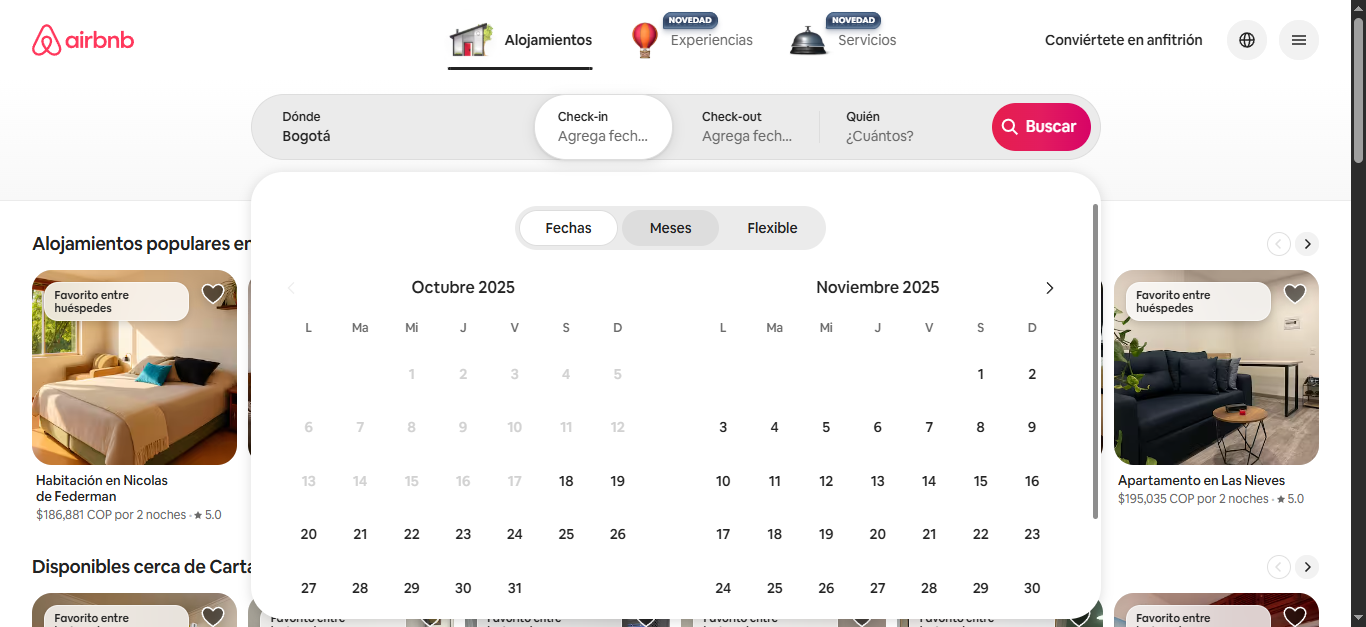 airbnb
Alojamientos
NOVEDAD
Experiencias
NOVEDAD
Servicios
Conviértete en anfitrión
Dónde
Bogotá
Check-in
Agrega fech...
Check-out
Agrega fech...
Quién
¿Cuántos?
Buscar
Fechas
Meses
Flexible
Alojamientos populares en
Octubre 2025
L Ma Mi J V S D
1 2 3 4 5
6 7 8 9 10 11 12
13 14 15 16 17 18 19
20 21 22 23 24 25 26
27 28 29 30 31
Noviembre 2025
L Ma Mi J V S D
1 2
3 4 5 6 7 8 9
10 11 12 13 14 15 16
17 18 19 20 21 22 23
24 25 26 27 28 29 30
Favorito entre
huéspedes
Habitación en Nicolas
de Federman
$186,881 COP por 2 noches · ★ 5.0
Favorito entre
huéspedes
Apartamento en Las Nieves
$195,035 COP por 2 noches · ★ 5.0
Disponibles cerca de Carta
Favorito entre
Favorito entre
Favorito entre
Favorito entre
Favorito entre
Favorito entre